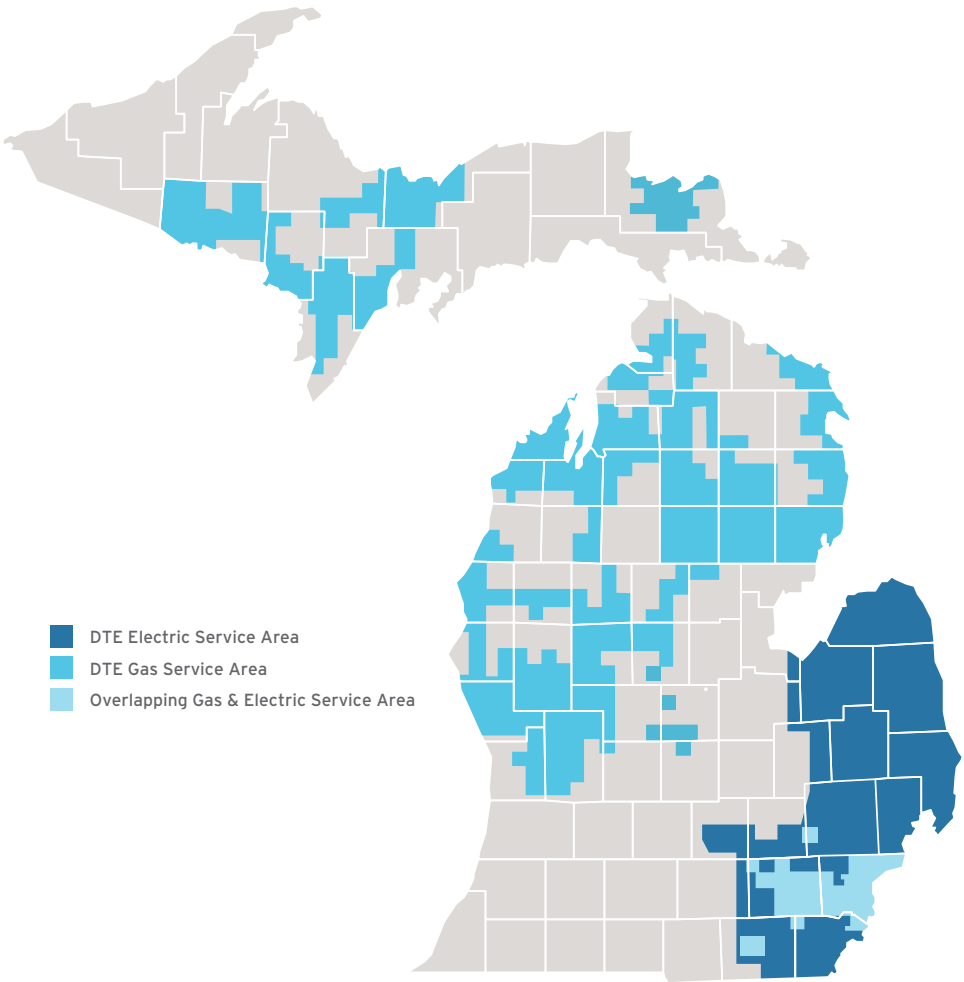 DTE Electric Service Area
DTE Gas Service Area
Overlapping Gas & Electric Service Area